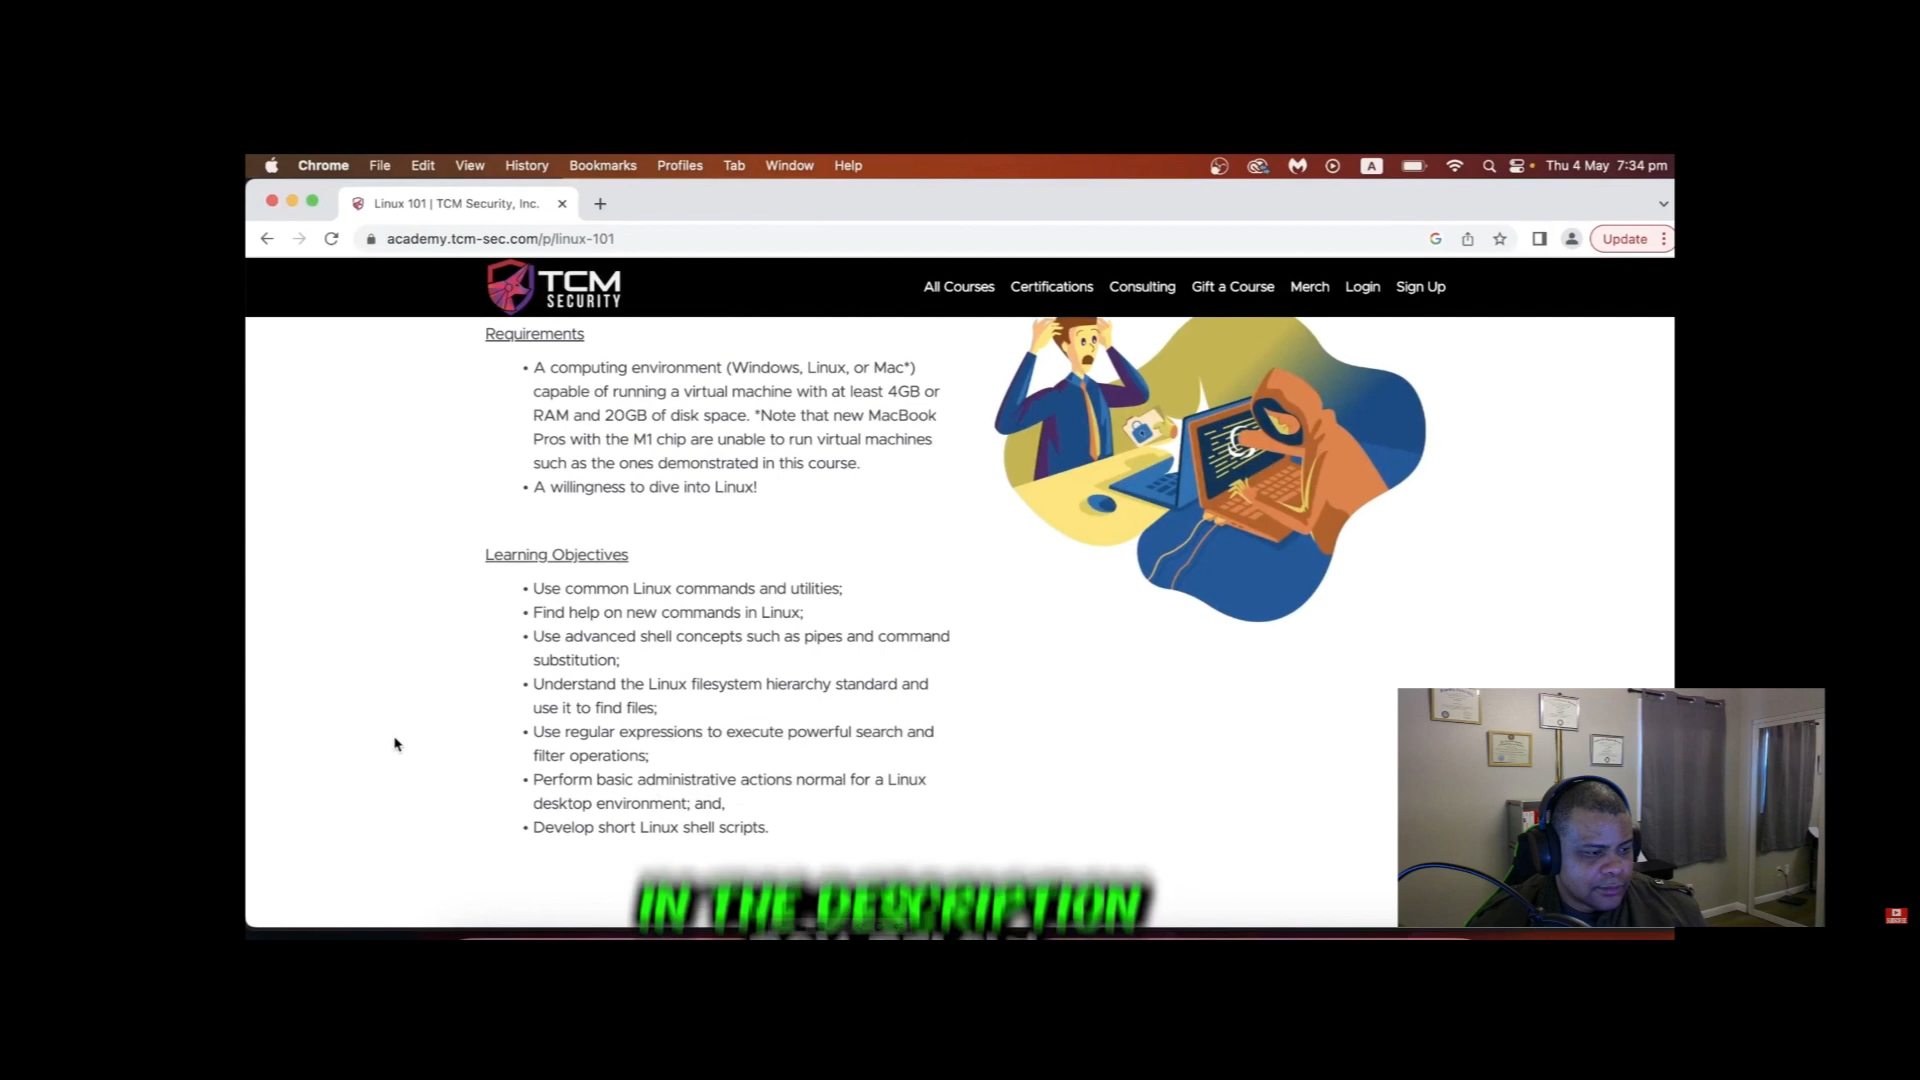 Chrome File Edit View History Bookmarks Profiles Tab Window Help A Thu 4 May 7:34 pm
Linux 101 | TCM Security, Inc.
academy.tcm-sec.com/p/linux-101 Update
TCM SECURITY
All Courses Certifications Consulting Gift a Course Merch Login Sign Up
Requirements
• A computing environment (Windows, Linux, or Mac*)
capable of running a virtual machine with at least 4GB or
RAM and 20GB of disk space. *Note that new MacBook
Pros with the M1 chip are unable to run virtual machines
such as the ones demonstrated in this course.
• A willingness to dive into Linux!
Learning Objectives
• Use common Linux commands and utilities;
• Find help on new commands in Linux;
• Use advanced shell concepts such as pipes and command
substitution;
• Understand the Linux filesystem hierarchy standard and
use it to find files;
• Use regular expressions to execute powerful search and
filter operations;
• Perform basic administrative actions normal for a Linux
desktop environment; and,
• Develop short Linux shell scripts.
IN THE DESCRIPTION